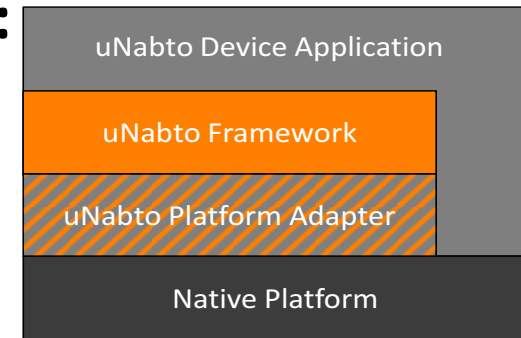 :
uNabto Device Application
uNabto Framework
uNabto Platform Adapter
Native Platform